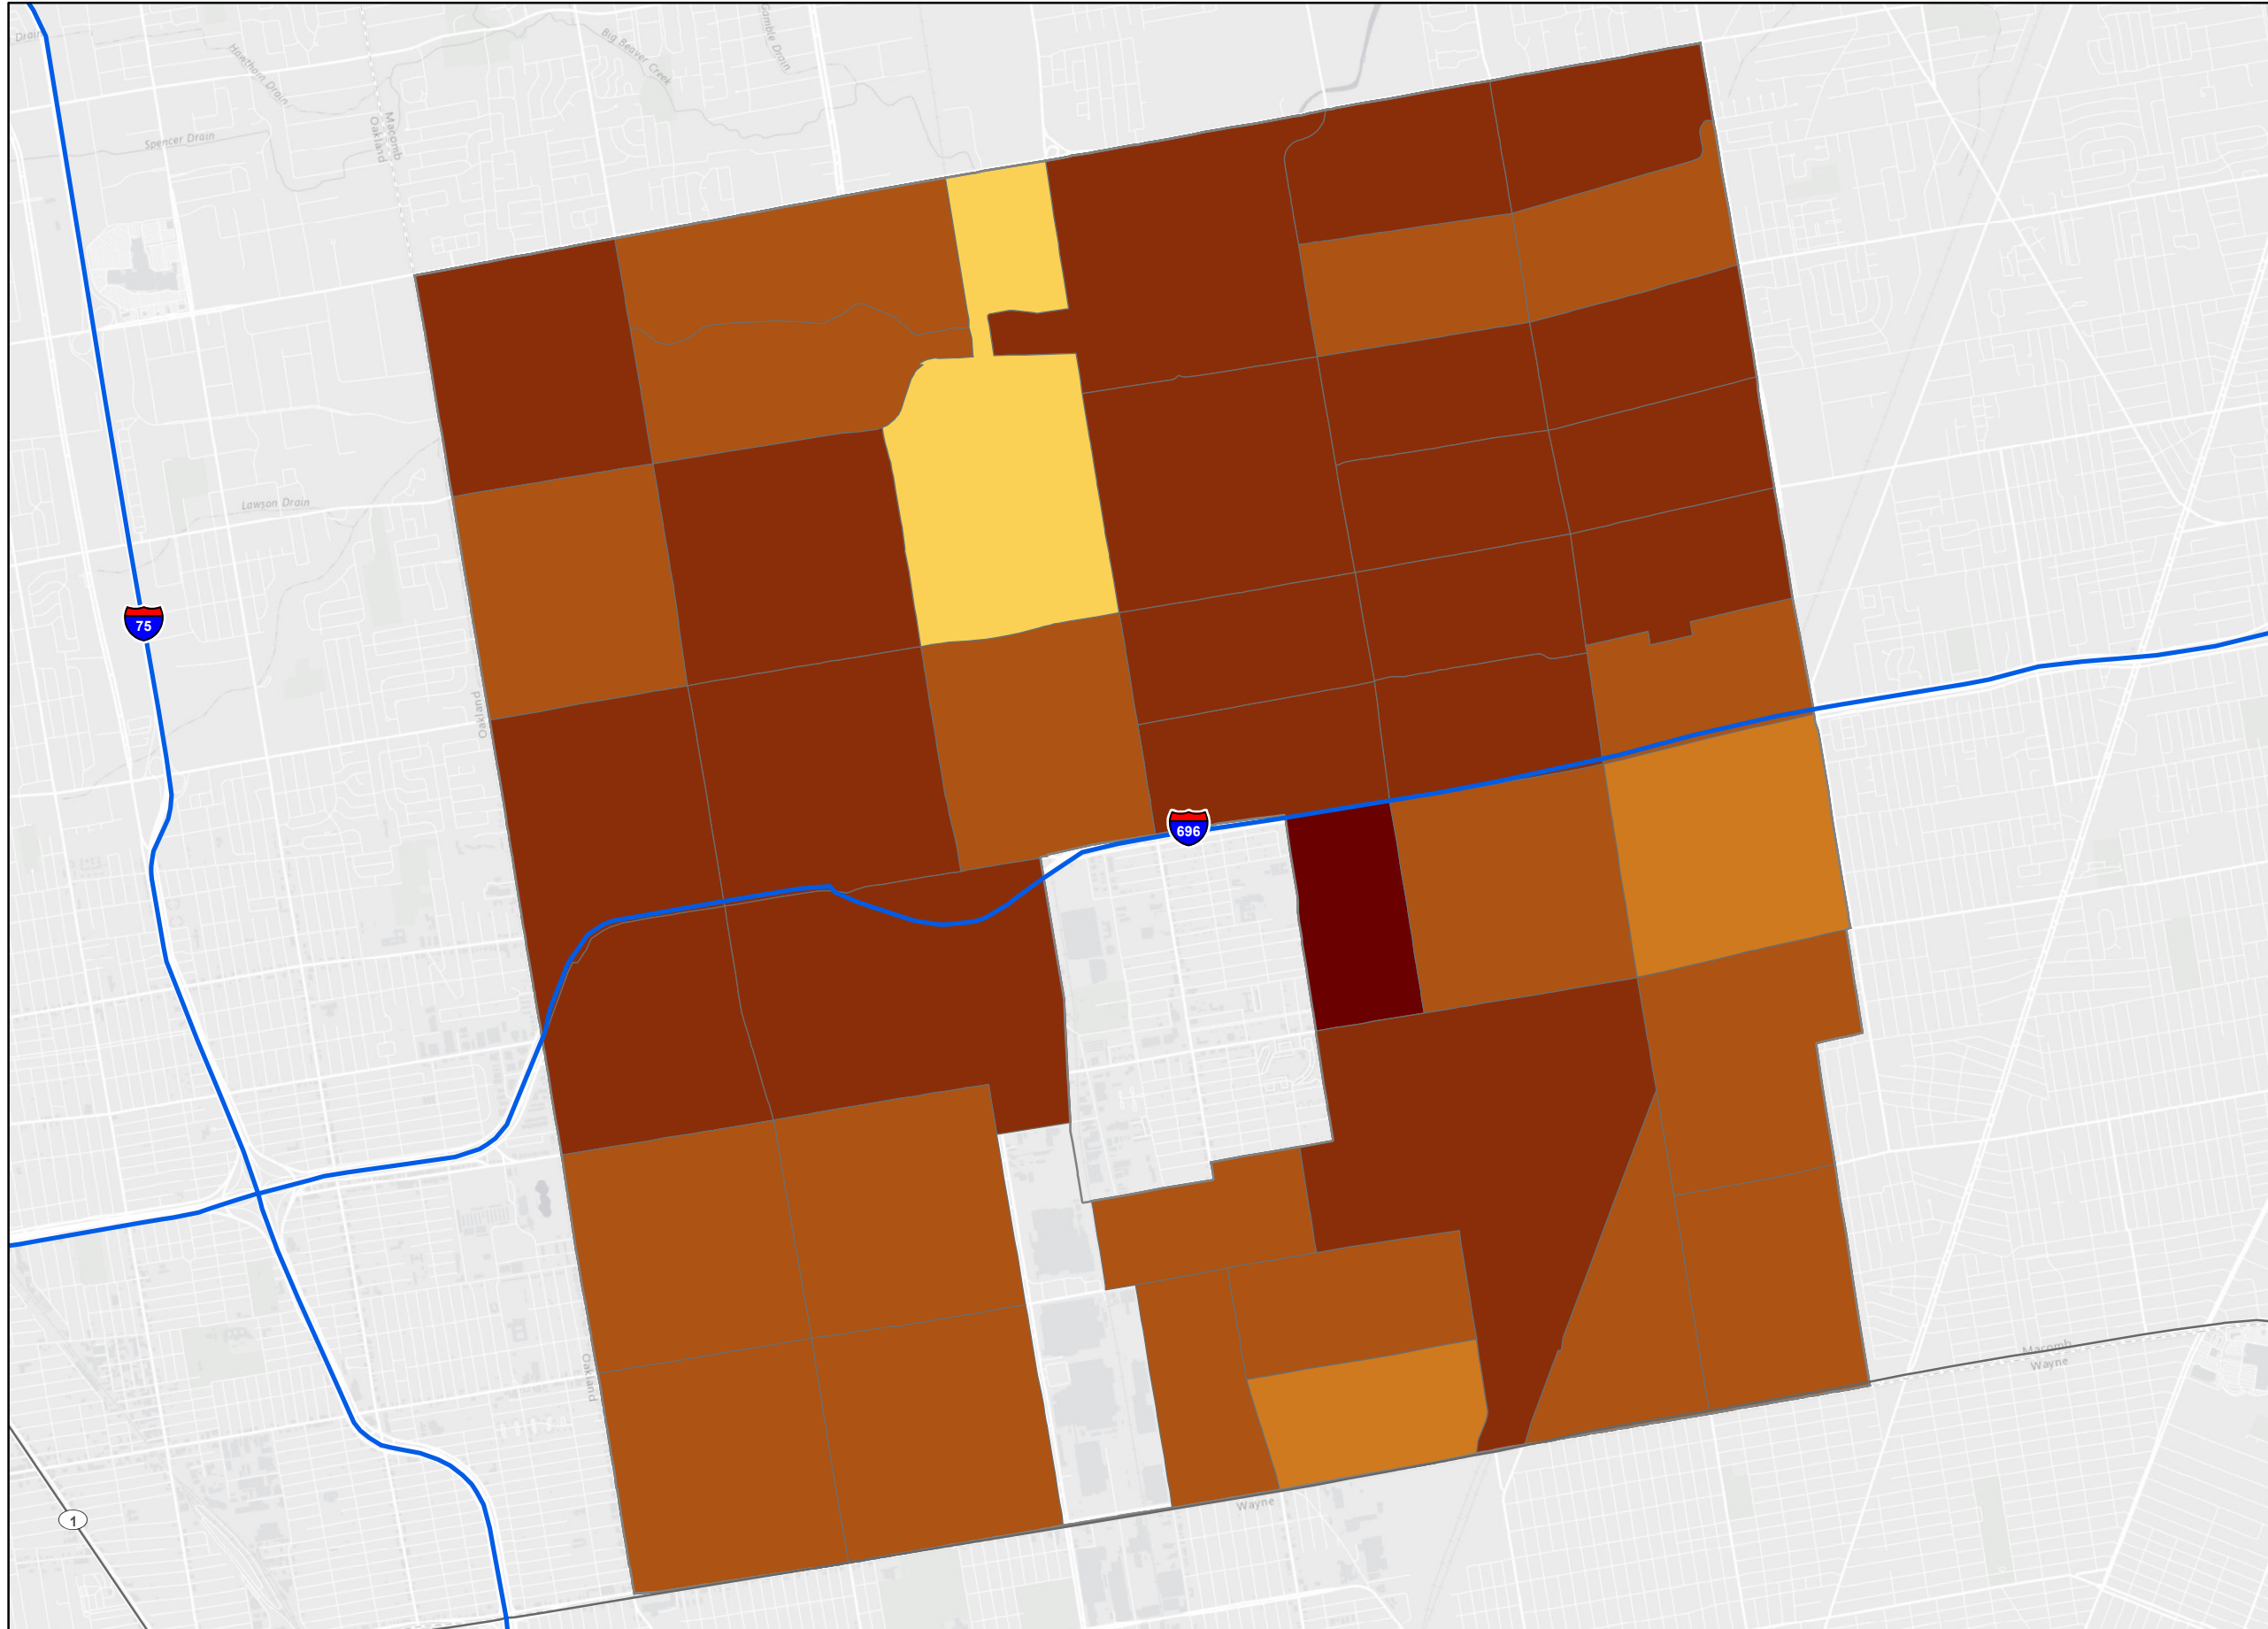 Drain
Hawthorn Drain
Big Beaver Creek
Gamble Drain
Spencer Drain
Macomb
Oakland
Lawson Drain
75
Oakland
696
Oakland
Macomb
Wayne
Wayne
1